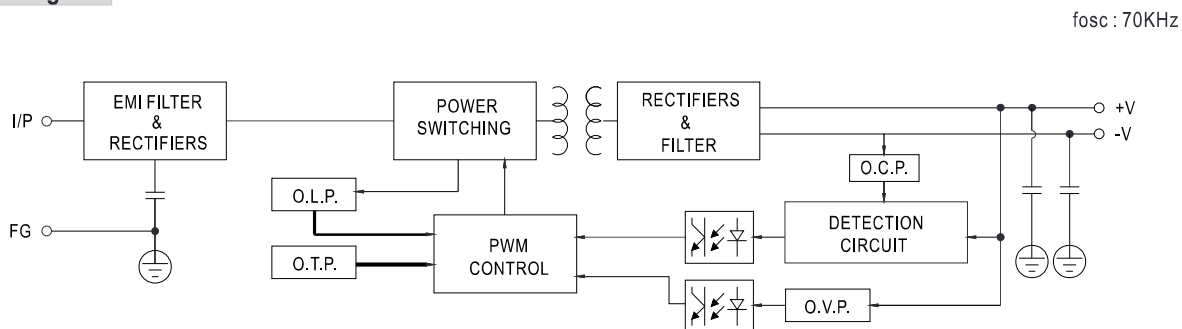 fosc : 70KHz
EMI FILTER
&
RECTIFIERS
POWER
SWITCHING
RECTIFIERS
&
FILTER
I/P
+V
-V
O.C.P.
O.L.P.
FG
PWM
CONTROL
DETECTION
CIRCUIT
O.T.P.
O.V.P.